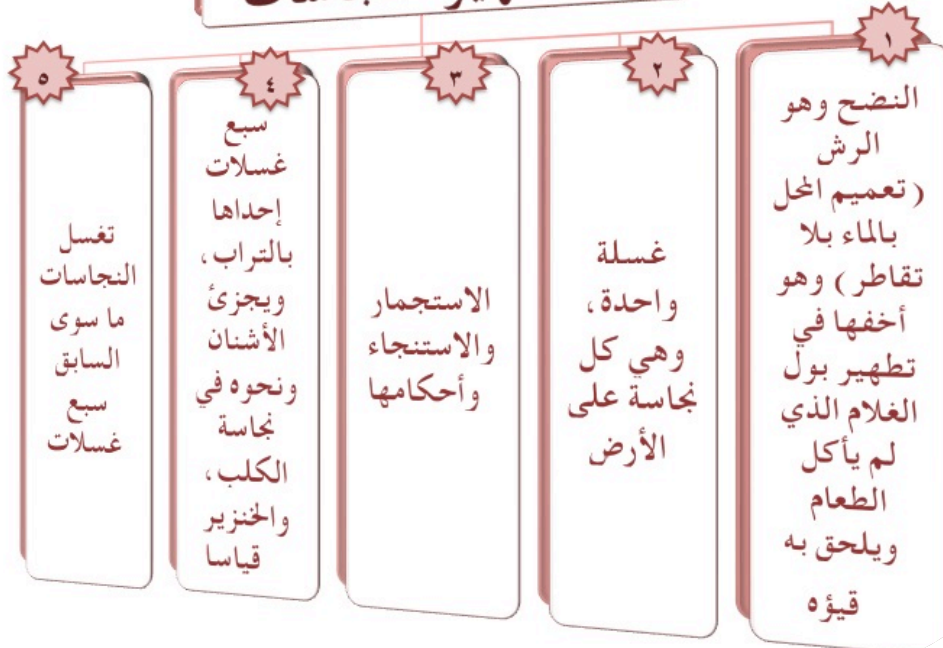 ١
النضح وهو
الرش
(تعميم المحل
بالماء بلا
تقاطر) وهو
أخفها في
تطهير بول
الغلام الذي
لم يأكل
الطعام
ويلحق به
قيؤه
٢
غسلة
واحدة،
وهي كل
نجاسة على
الأرض
٣
الاستجمار
والاستنجاء
وأحكامها
٤
سبع
غسلات
إحداها
بالتراب،
ويجزئ
الأشنان
ونحوه في
نجاسة
الكلب،
والخنزير
قياسا
٥
تغسل
النجاسات
ما سوى
السابق
سبع
غسلات